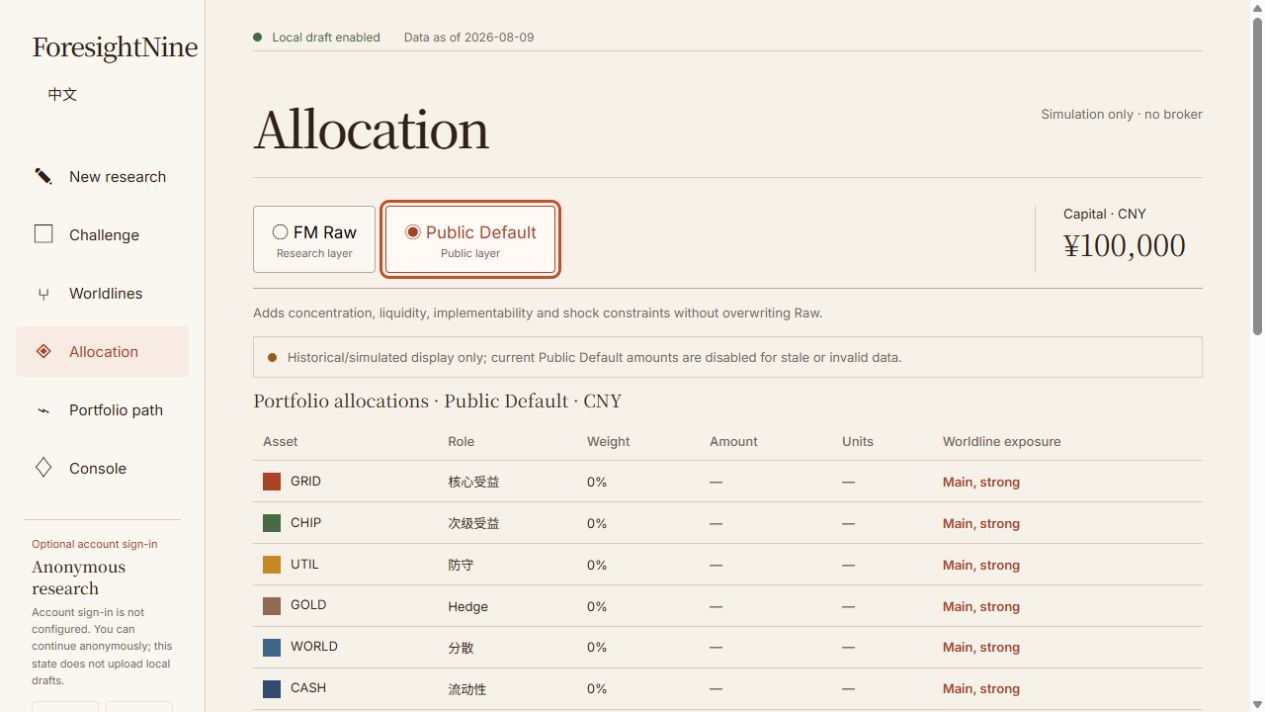 ForesightNine
中文
New research
Challenge
Worldlines
Allocation
Portfolio path
Console
Optional account sign-in
Anonymous
research
Account sign-in is not
configured. You can
continue anonymously; this
state does not upload local
drafts.
Local draft enabled Data as of 2026-08-09
Allocation
Simulation only · no broker
FM Raw
Research layer
Public Default
Public layer
Capital · CNY
¥100,000
Adds concentration, liquidity, implementability and shock constraints without overwriting Raw.
Historical/simulated display only; current Public Default amounts are disabled for stale or invalid data.
Portfolio allocations · Public Default · CNY
Asset Role Weight Amount Units Worldline exposure
GRID 核心受益 0% — — Main, strong
CHIP 次级受益 0% — — Main, strong
UTIL 防守 0% — — Main, strong
GOLD Hedge 0% — — Main, strong
WORLD 分散 0% — — Main, strong
CASH 流动性 0% — — Main, strong